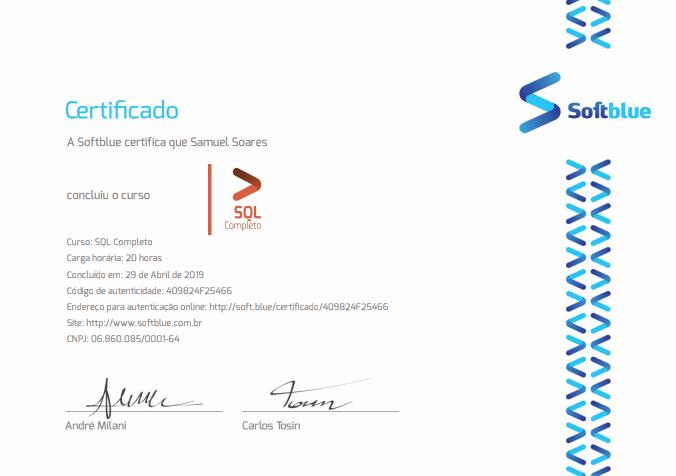 Certificado
Softblue
A Softblue certifica que Samuel Soares
concluiu o curso
SQL
Completo
Curso: SQL Completo
Carga horária: 20 horas
Concluído em: 29 de Abril de 2019
Código de autenticidade: 409824F25466
Endereço para autenticação online: http://soft.blue/certificado/409824F25466
Site: http://www.softblue.com.br
CNPJ: 06.860.085/0001-64
André Milani
Carlos Tosin